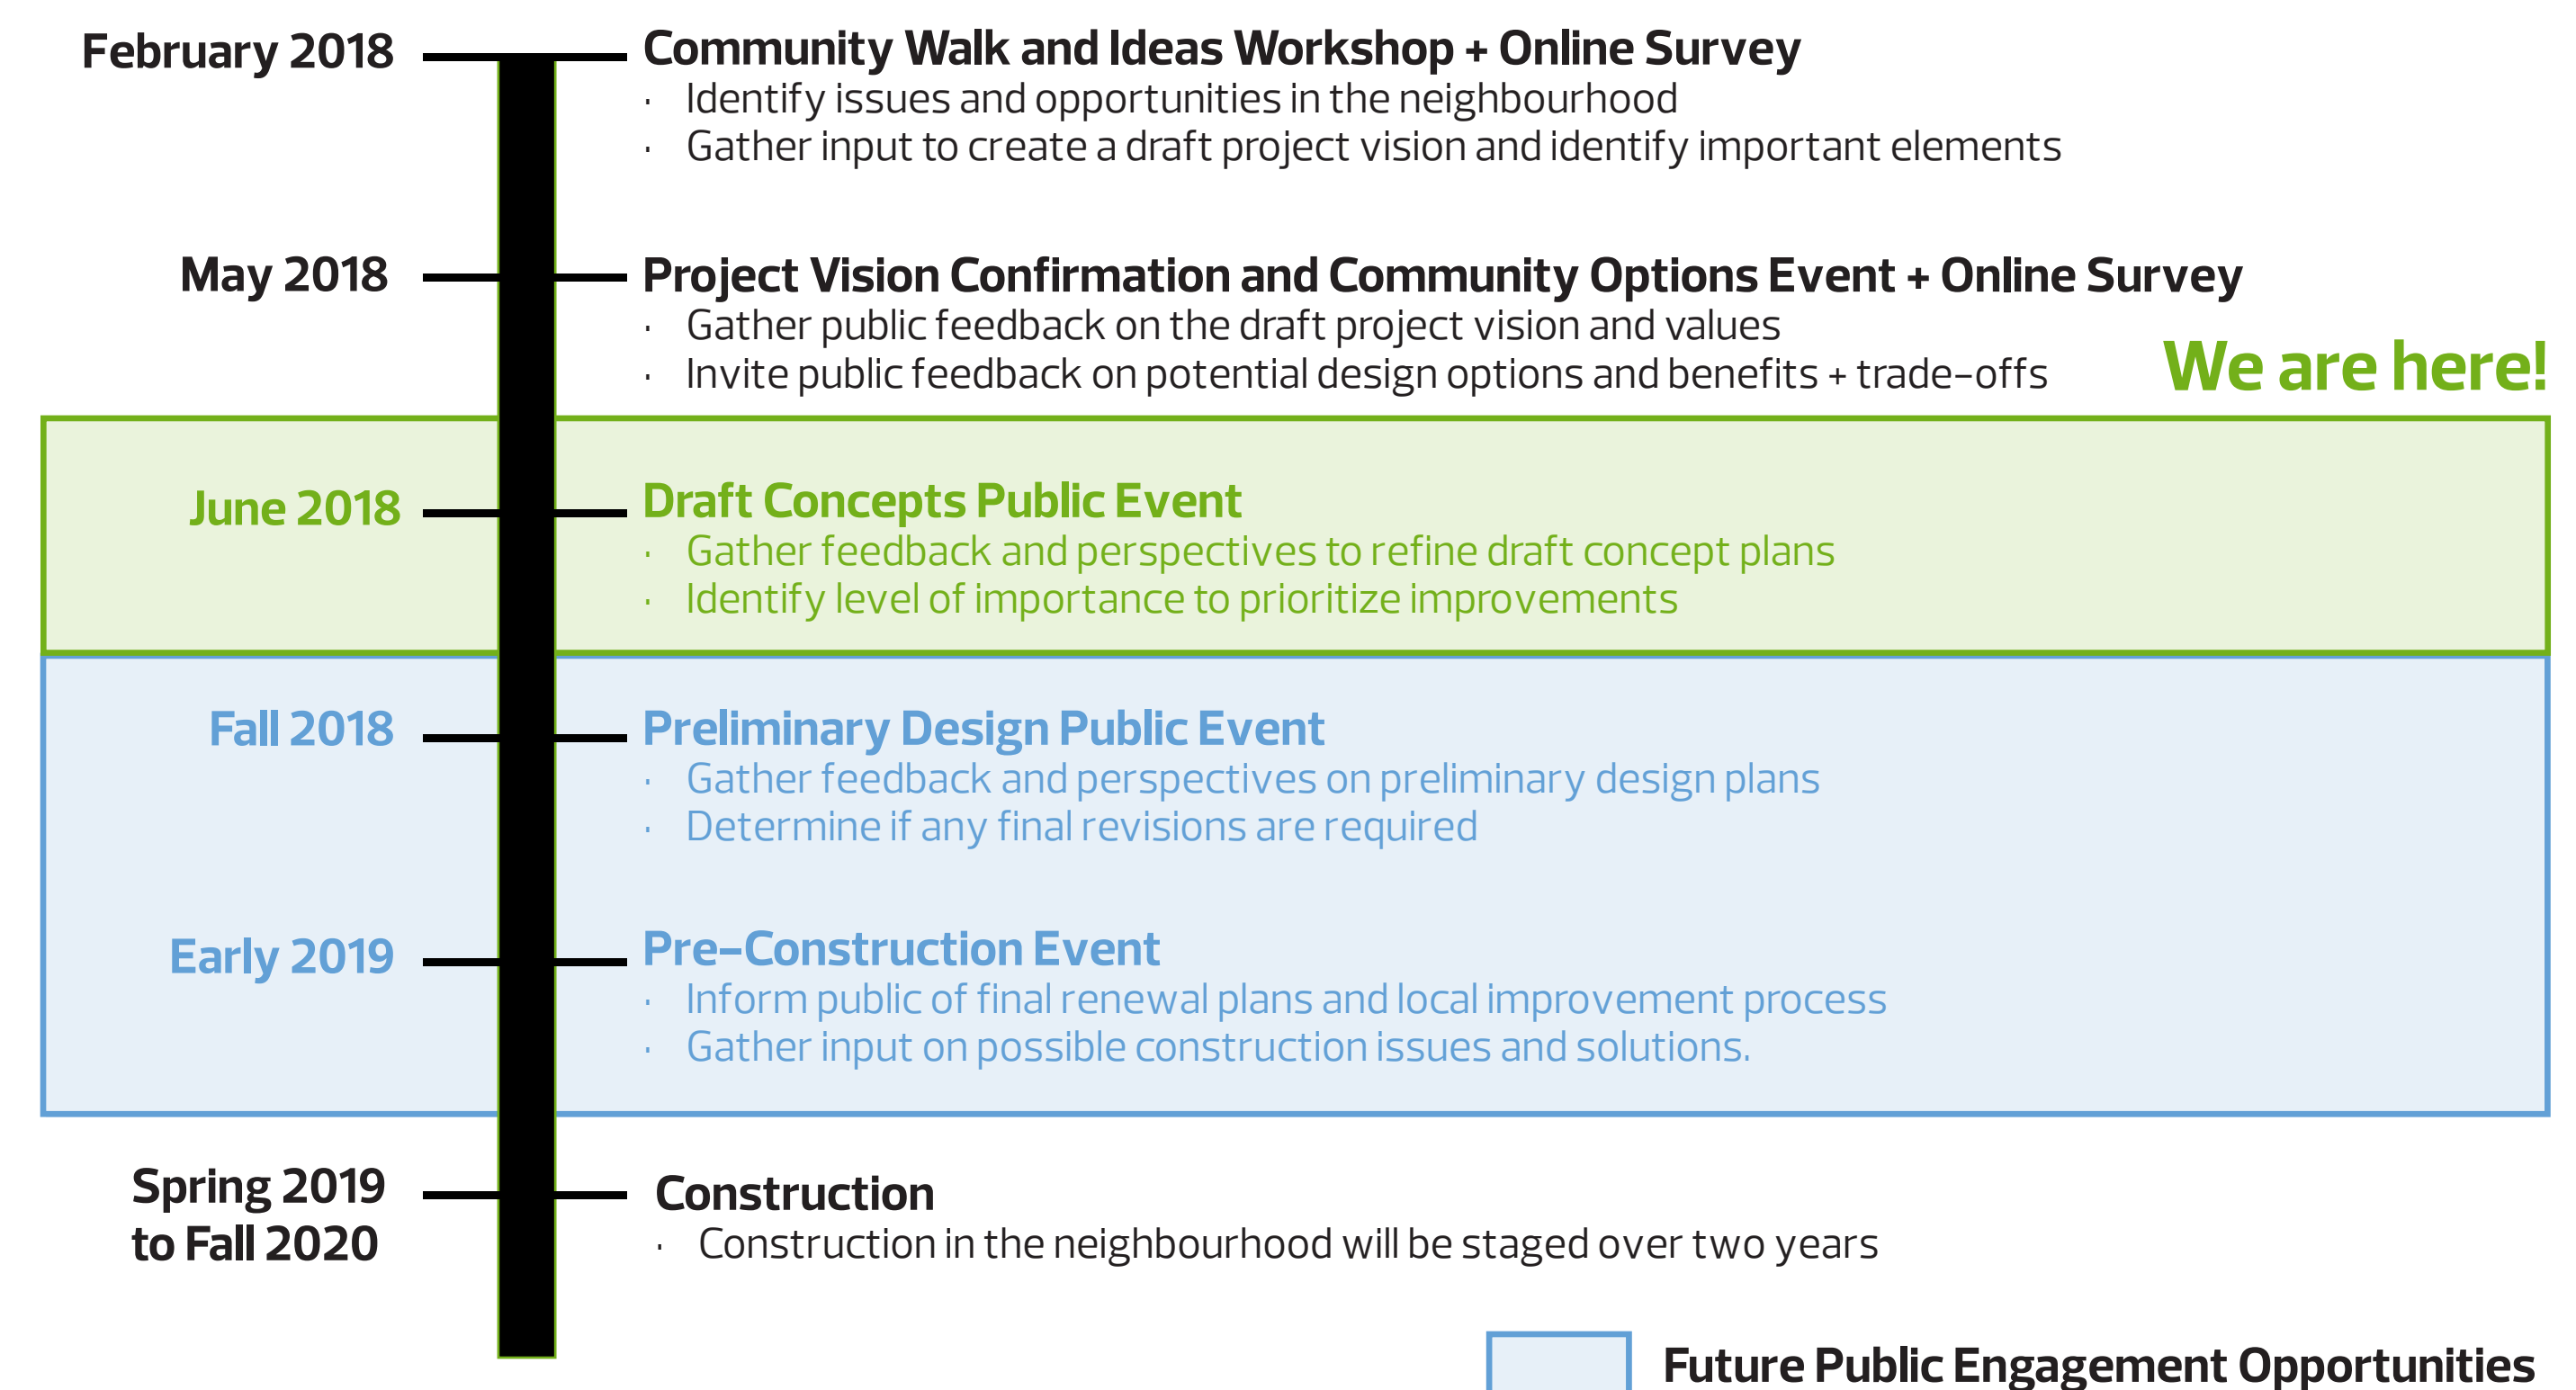 February 2018
Community Walk and Ideas Workshop + Online Survey
· Identify issues and opportunities in the neighbourhood
· Gather input to create a draft project vision and identify important elements
May 2018
Project Vision Confirmation and Community Options Event + Online Survey
· Gather public feedback on the draft project vision and values
· Invite public feedback on potential design options and benefits + trade-offs
We are here!
June 2018
Draft Concepts Public Event
· Gather feedback and perspectives to refine draft concept plans
· Identify level of importance to prioritize improvements
Fall 2018
Preliminary Design Public Event
· Gather feedback and perspectives on preliminary design plans
· Determine if any final revisions are required
Early 2019
Pre-Construction Event
· Inform public of final renewal plans and local improvement process
· Gather input on possible construction issues and solutions.
Spring 2019
to Fall 2020
Construction
· Construction in the neighbourhood will be staged over two years
Future Public Engagement Opportunities